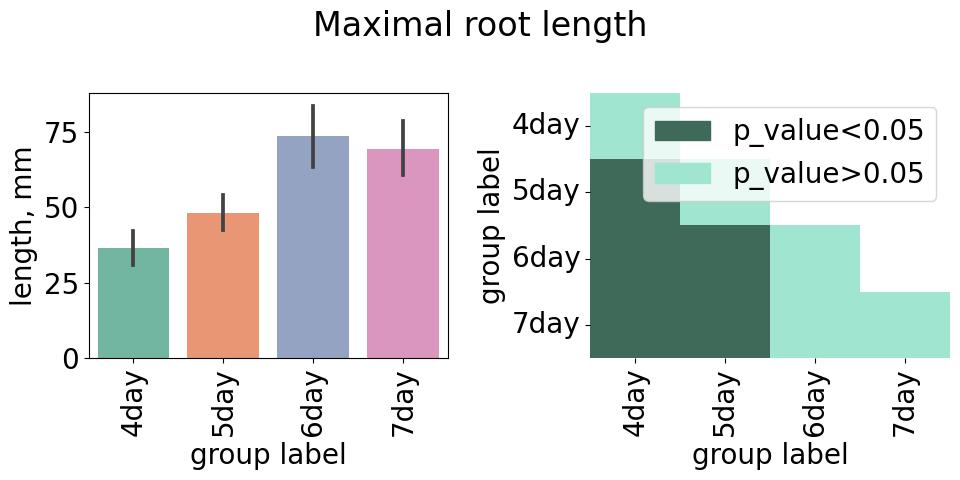 Maximal root length
length, mm
75
50
25
0
4day
5day
6day
7day
group label
group label
4day
5day
6day
7day
p_value<0.05
p_value>0.05
4day
5day
6day
7day
group label